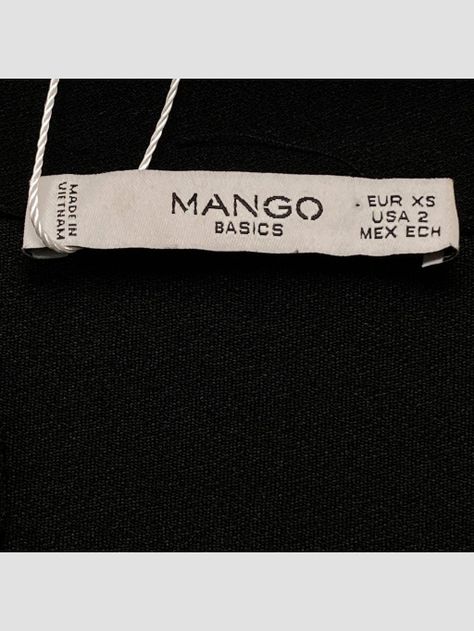 MADE IN
VIETNAM
MANGO
BASICS
EUR XS
USA 2
MEX ECH